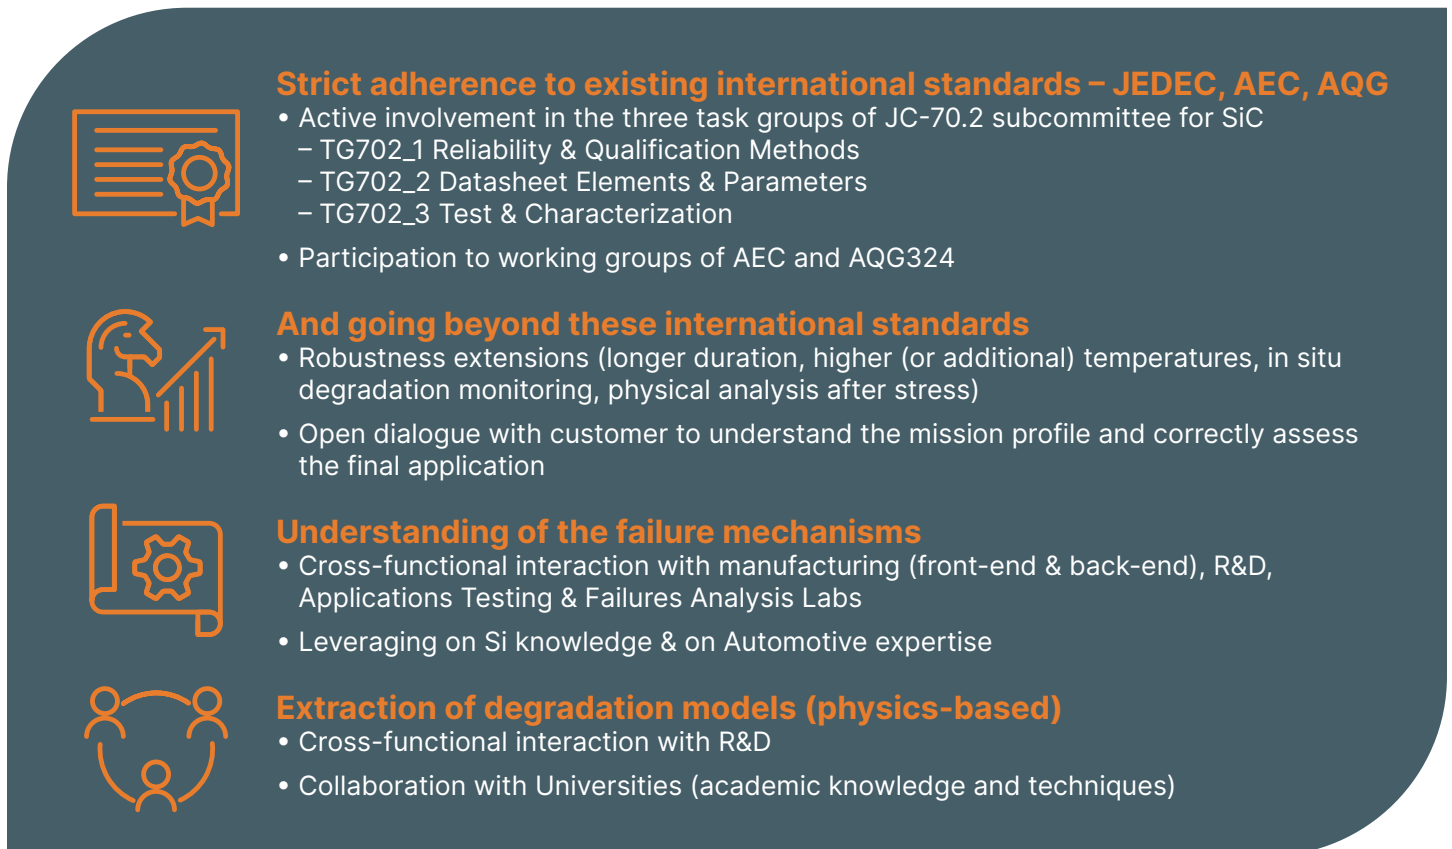 Strict adherence to existing international standards – JEDEC, AEC, AQG
• Active involvement in the three task groups of JC-70.2 subcommittee for SiC
– TG702_1 Reliability & Qualification Methods
– TG702_2 Datasheet Elements & Parameters
– TG702_3 Test & Characterization
• Participation to working groups of AEC and AQG324
And going beyond these international standards
• Robustness extensions (longer duration, higher (or additional) temperatures, in situ
degradation monitoring, physical analysis after stress)
• Open dialogue with customer to understand the mission profile and correctly assess
the final application
Understanding of the failure mechanisms
• Cross-functional interaction with manufacturing (front-end & back-end), R&D,
Applications Testing & Failures Analysis Labs
• Leveraging on Si knowledge & on Automotive expertise
Extraction of degradation models (physics-based)
• Cross-functional interaction with R&D
• Collaboration with Universities (academic knowledge and techniques)